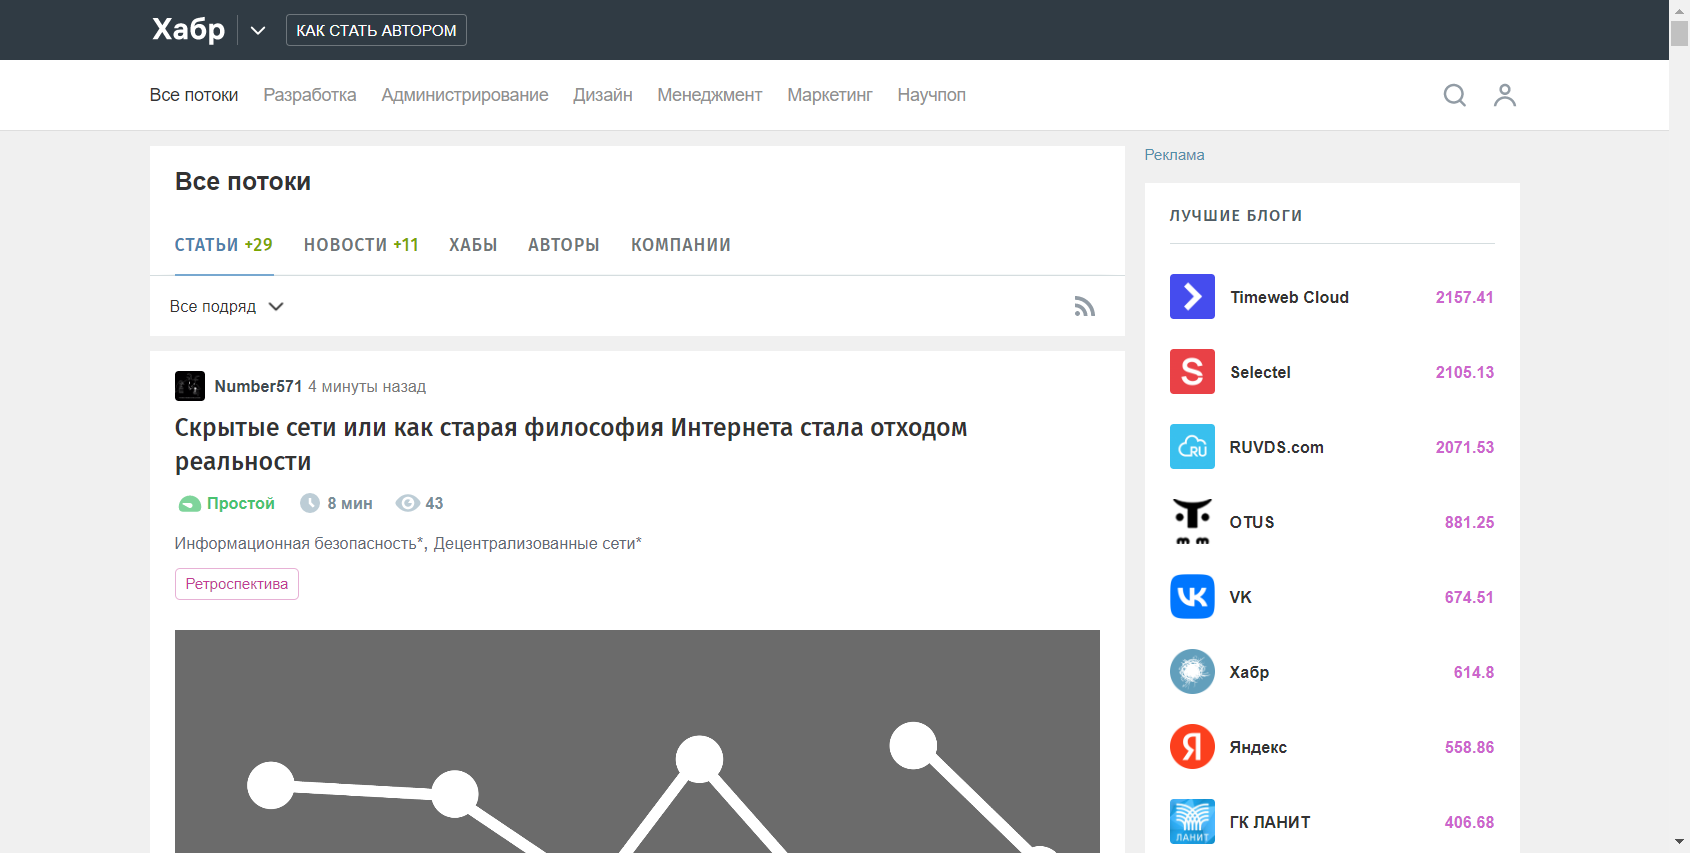 Хабр
КАК СТАТЬ АВТОРОМ
Все потоки Разработка Администрирование Дизайн Менеджмент Маркетинг Научпоп
Все потоки
СТАТЬИ +29 НОВОСТИ +11 ХАБЫ АВТОРЫ КОМПАНИИ
Все подряд
Number571 4 минуты назад
Скрытые сети или как старая философия Интернета стала отходом
реальности
Простой 8 мин 43
Информационная безопасность*, Децентрализованные сети*
Ретроспектива
Реклама
ЛУЧШИЕ БЛОГИ
Timeweb Cloud 2157.41
Selectel 2105.13
RU
RUVDS.com 2071.53
OTUS 881.25
VK 674.51
Хабр 614.8
Я
Яндекс 558.86
ЛАНИТ
ГК ЛАНИТ 406.68